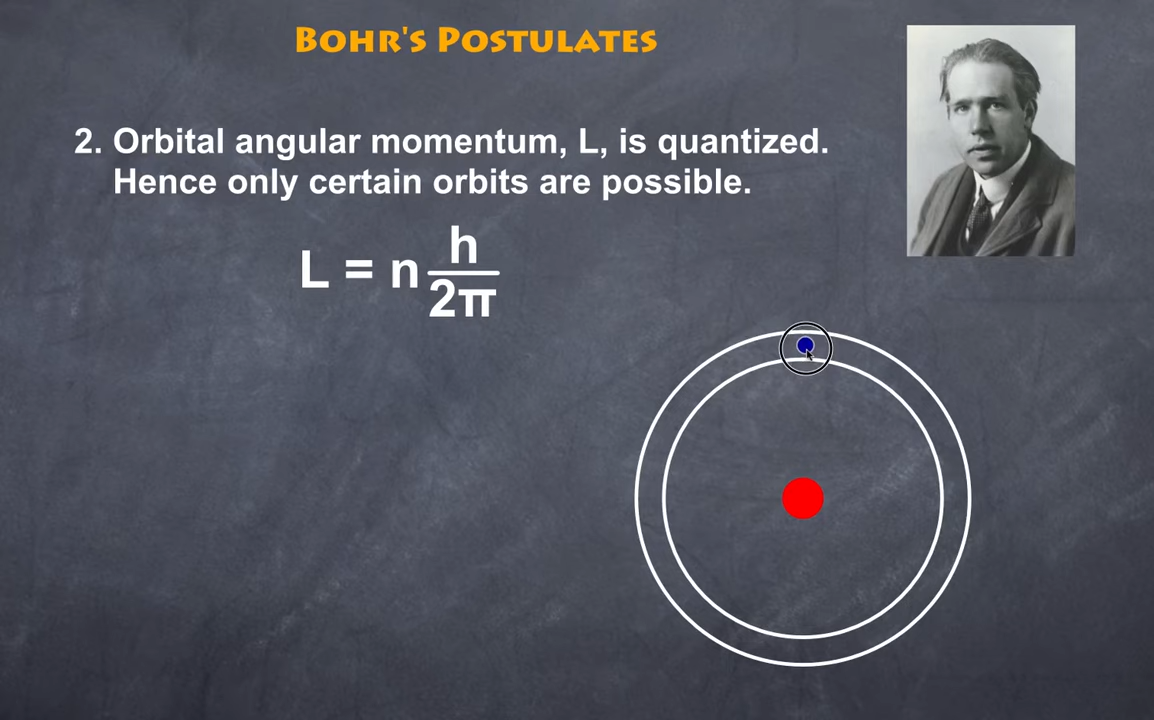 Bohr's Postulates
2. Orbital angular momentum, L, is quantized.
Hence only certain orbits are possible.
L = n h/2π